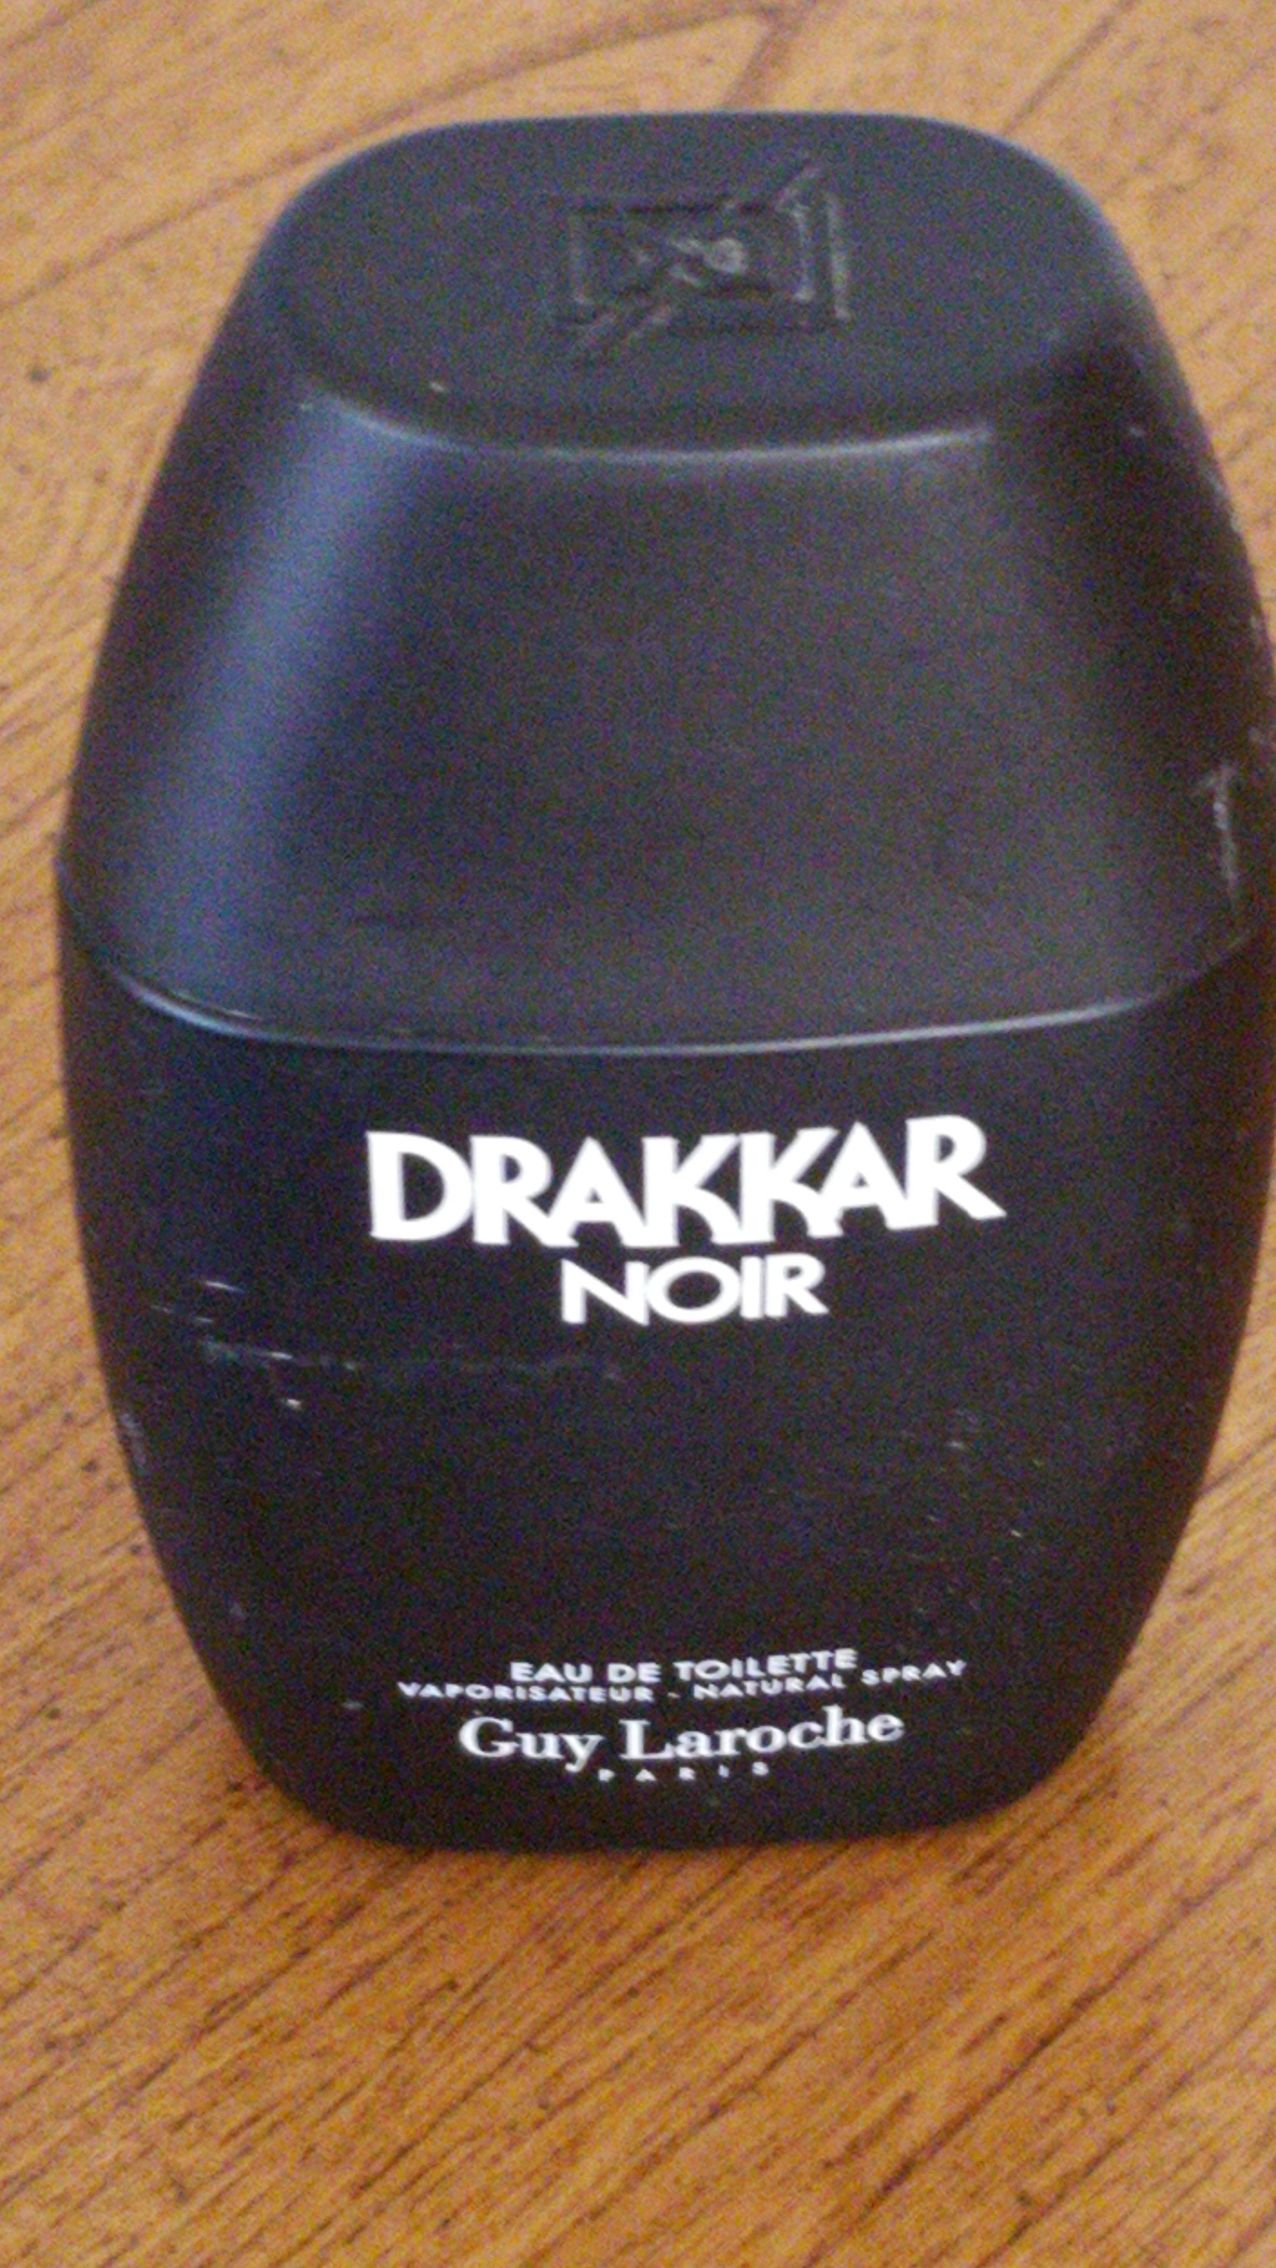 DRAKKAR
NOIR
EAU DE TOILETTE
VAPORISATEUR - NATURAL SPRAY
Guy Laroche
PARIS